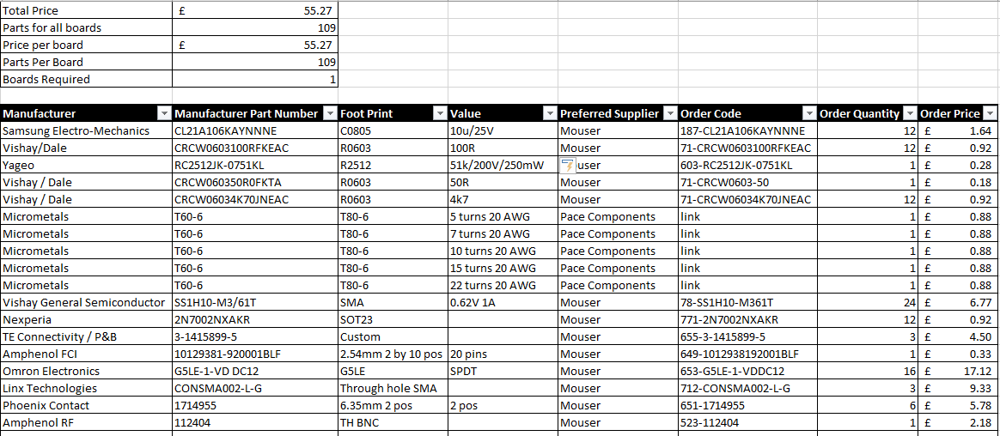 Total Price £ 55.27
Parts for all boards 109
Price per board £ 55.27
Parts Per Board 109
Boards Required 1
Manufacturer Manufacturer Part Number Foot Print Value Preferred Supplier Order Code Order Quantity Order Price
Samsung Electro-Mechanics CL21A106KAYNNNE C0805 10u/25V Mouser 187-CL21A106KAYNNNE 12 £ 1.64
Vishay/Dale CRCW0603100RFKEAC R0603 100R Mouser 71-CRCW0603100RFKEAC 12 £ 0.92
Yageo RC2512JK-0751KL R2512 51k/200V/250mW user 603-RC2512JK-0751KL 1 £ 0.28
Vishay / Dale CRCW060350R0FKTA R0603 50R Mouser 71-CRCW0603-50 1 £ 0.18
Vishay / Dale CRCW06034K70JNEAC R0603 4k7 Mouser 71-CRCW06034K70JNEAC 12 £ 0.92
Micrometals T60-6 T80-6 5 turns 20 AWG Pace Components link 1 £ 0.88
Micrometals T60-6 T80-6 7 turns 20 AWG Pace Components link 1 £ 0.88
Micrometals T60-6 T80-6 10 turns 20 AWG Pace Components link 1 £ 0.88
Micrometals T60-6 T80-6 15 turns 20 AWG Pace Components link 1 £ 0.88
Micrometals T60-6 T80-6 22 turns 20 AWG Pace Components link 1 £ 0.88
Vishay General Semiconductor SS1H10-M3/61T SMA 0.62V 1A Mouser 78-SS1H10-M361T 24 £ 6.77
Nexperia 2N7002NXAKR SOT23 Mouser 771-2N7002NXAKR 12 £ 0.92
TE Connectivity / P&B 3-1415899-5 Custom Mouser 655-3-1415899-5 3 £ 4.50
Amphenol FCI 10129381-920001BLF 2.54mm 2 by 10 pos 20 pins Mouser 649-1012938192001BLF 1 £ 0.33
Omron Electronics G5LE-1-VD DC12 G5LE SPDT Mouser 653-G5LE-1-VDDC12 16 £ 17.12
Linx Technologies CONSMA002-L-G Through hole SMA Mouser 712-CONSMA002-L-G 3 £ 9.33
Phoenix Contact 1714955 6.35mm 2 pos 2 pos Mouser 651-1714955 6 £ 5.78
Amphenol RF 112404 TH BNC Mouser 523-112404 1 £ 2.18